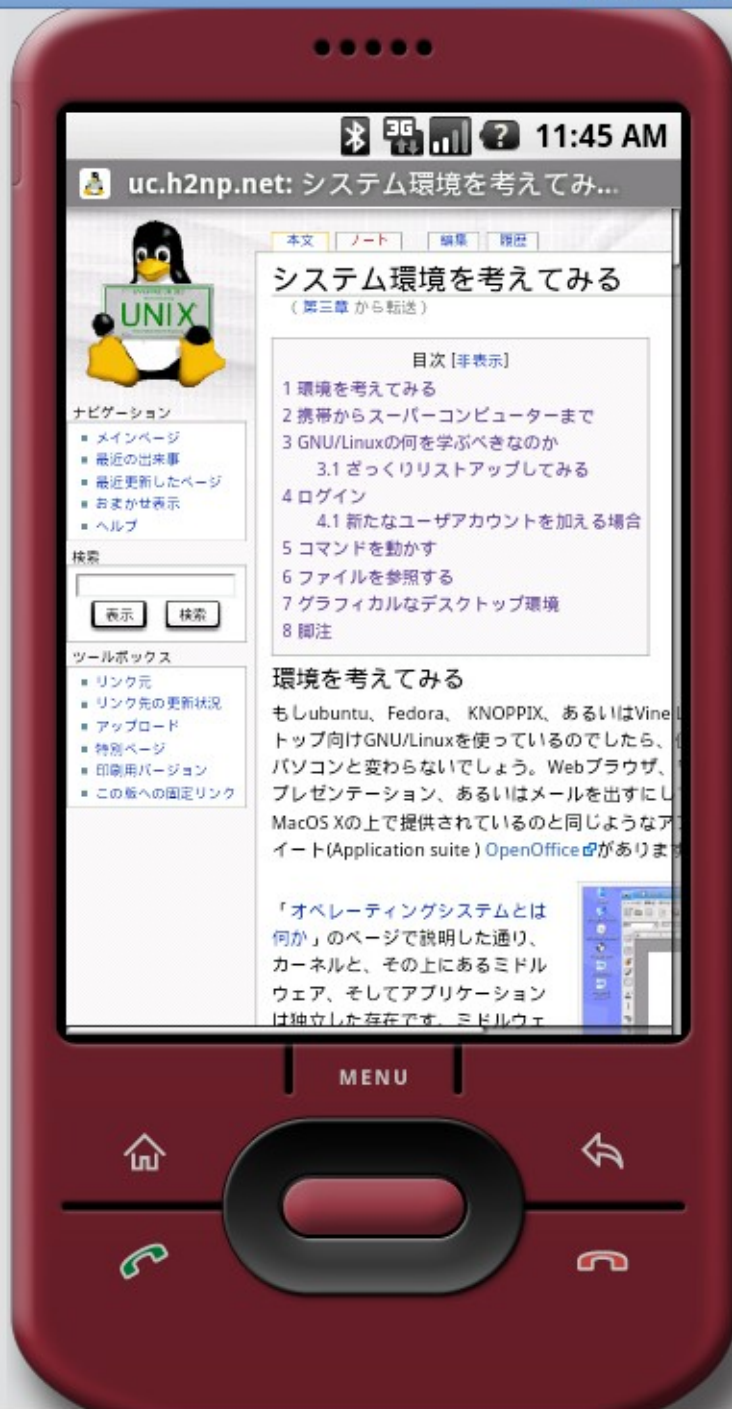 3G
11:45 AM
uc.h2np.net: システム環境を考えてみ...
UNIX
本文 ノート 編集 履歴
システム環境を考えてみる
( 第三章 から転送 )
目次 [非表示]
1 環境を考えてみる
2 携帯からスーパーコンピューターまで
3 GNU/Linuxの何を学ぶべきなのか
3.1 ざっくりリストアップしてみる
4 ログイン
4.1 新たなユーザアカウントを加える場合
5 コマンドを動かす
6 ファイルを参照する
7 グラフィカルなデスクトップ環境
8 脚注
ナビゲーション
メインページ
最近の出来事
最近更新したページ
おまかせ表示
ヘルプ
検索
表示 検索
ツールボックス
リンク元
リンク先の更新状況
アップロード
特別ページ
印刷用バージョン
この版への固定リンク
環境を考えてみる
もしubuntu、Fedora、 KNOPPIX、あるいはVine
トップ向けGNU/Linuxを使っているのでしたら、
パソコンと変わらないでしょう。Webブラウザ、
プレゼンテーション、あるいはメールを出すにし
MacOS Xの上で提供されているのと同じようなア
イート(Application suite ) OpenOfficeがありま
「オペレーティングシステムとは
何か」のページで説明した通り、
カーネルと、その上にあるミドル
ウェア、そしてアプリケーション
は独立した存在です。ミドルウェ
MENU